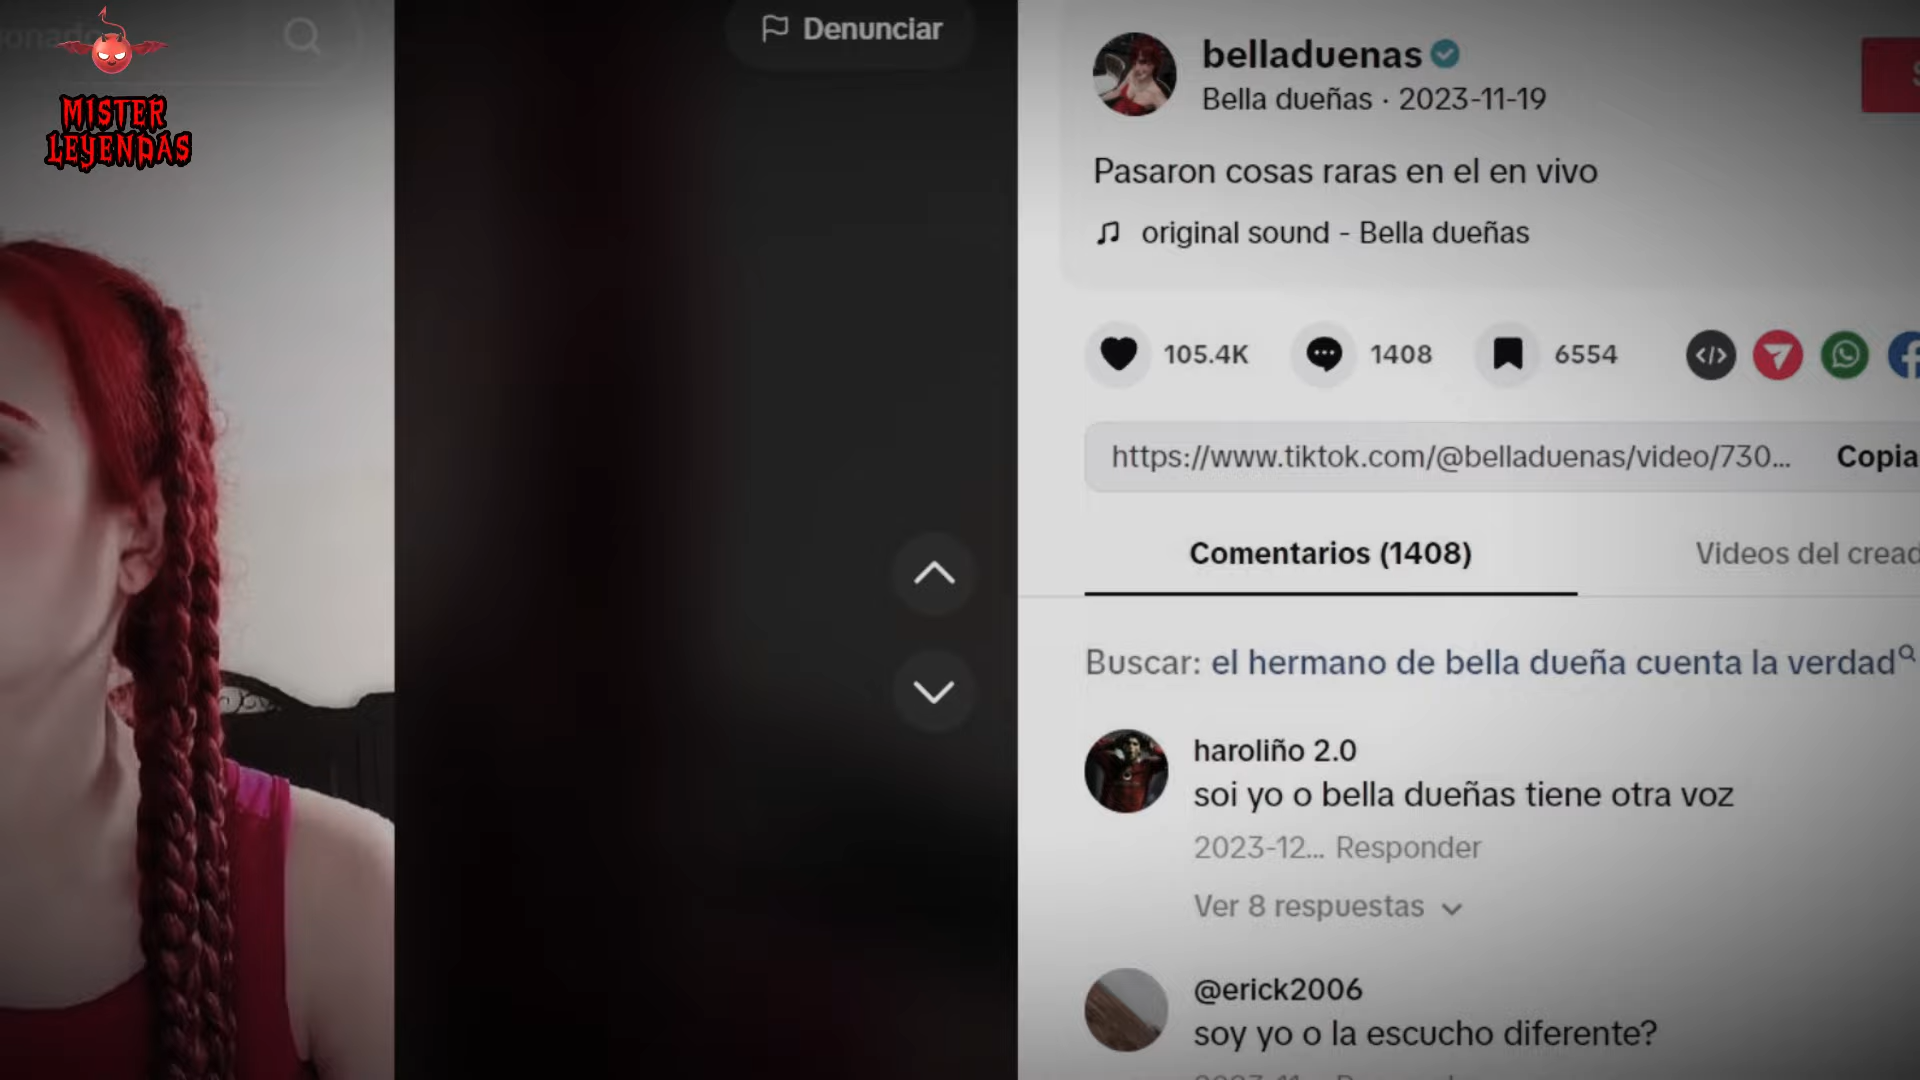 MISTER
LEYENDAS
Denunciar
belladuenas
Bella dueñas · 2023-11-19
Pasaron cosas raras en el en vivo
original sound - Bella dueñas
105.4K
1408
6554
https://www.tiktok.com/@belladuenas/video/730...
Copia
Comentarios (1408)
Videos del cread
Buscar: el hermano de bella dueña cuenta la verdad
haroliño 2.0
soi yo o bella dueñas tiene otra voz
2023-12... Responder
Ver 8 respuestas
@erick2006
soy yo o la escucho diferente?